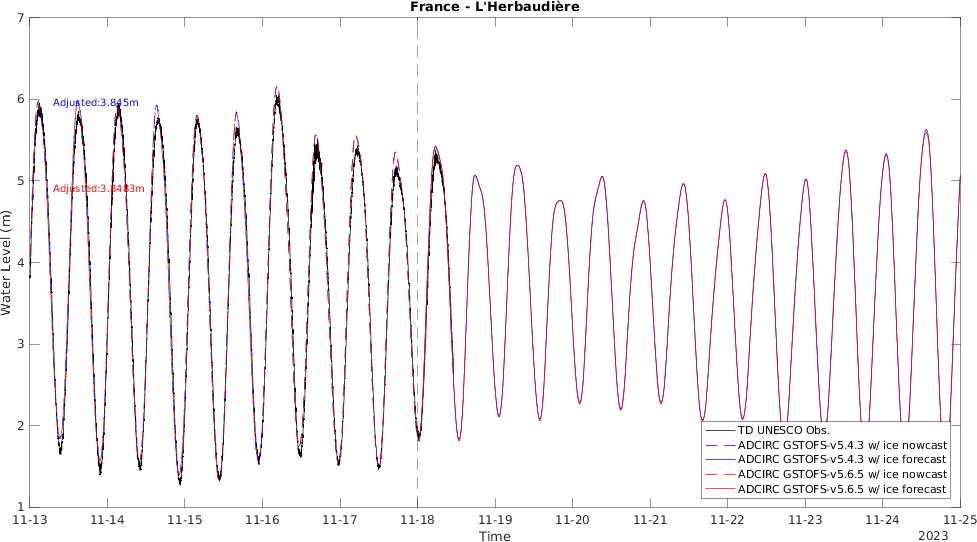 France - L'Herbaudière
7
6
5
4
3
2
1
Water Level (m)
Adjusted:3.845m
Adjusted:3.8483m
TD UNESCO Obs.
ADCIRC GSTOFS-v5.4.3 w/ ice nowcast
ADCIRC GSTOFS-v5.4.3 w/ ice forecast
ADCIRC GSTOFS-v5.6.5 w/ ice nowcast
ADCIRC GSTOFS-v5.6.5 w/ ice forecast
11-13 11-14 11-15 11-16 11-17 11-18 11-19 11-20 11-21 11-22 11-23 11-24 11-25
Time
2023